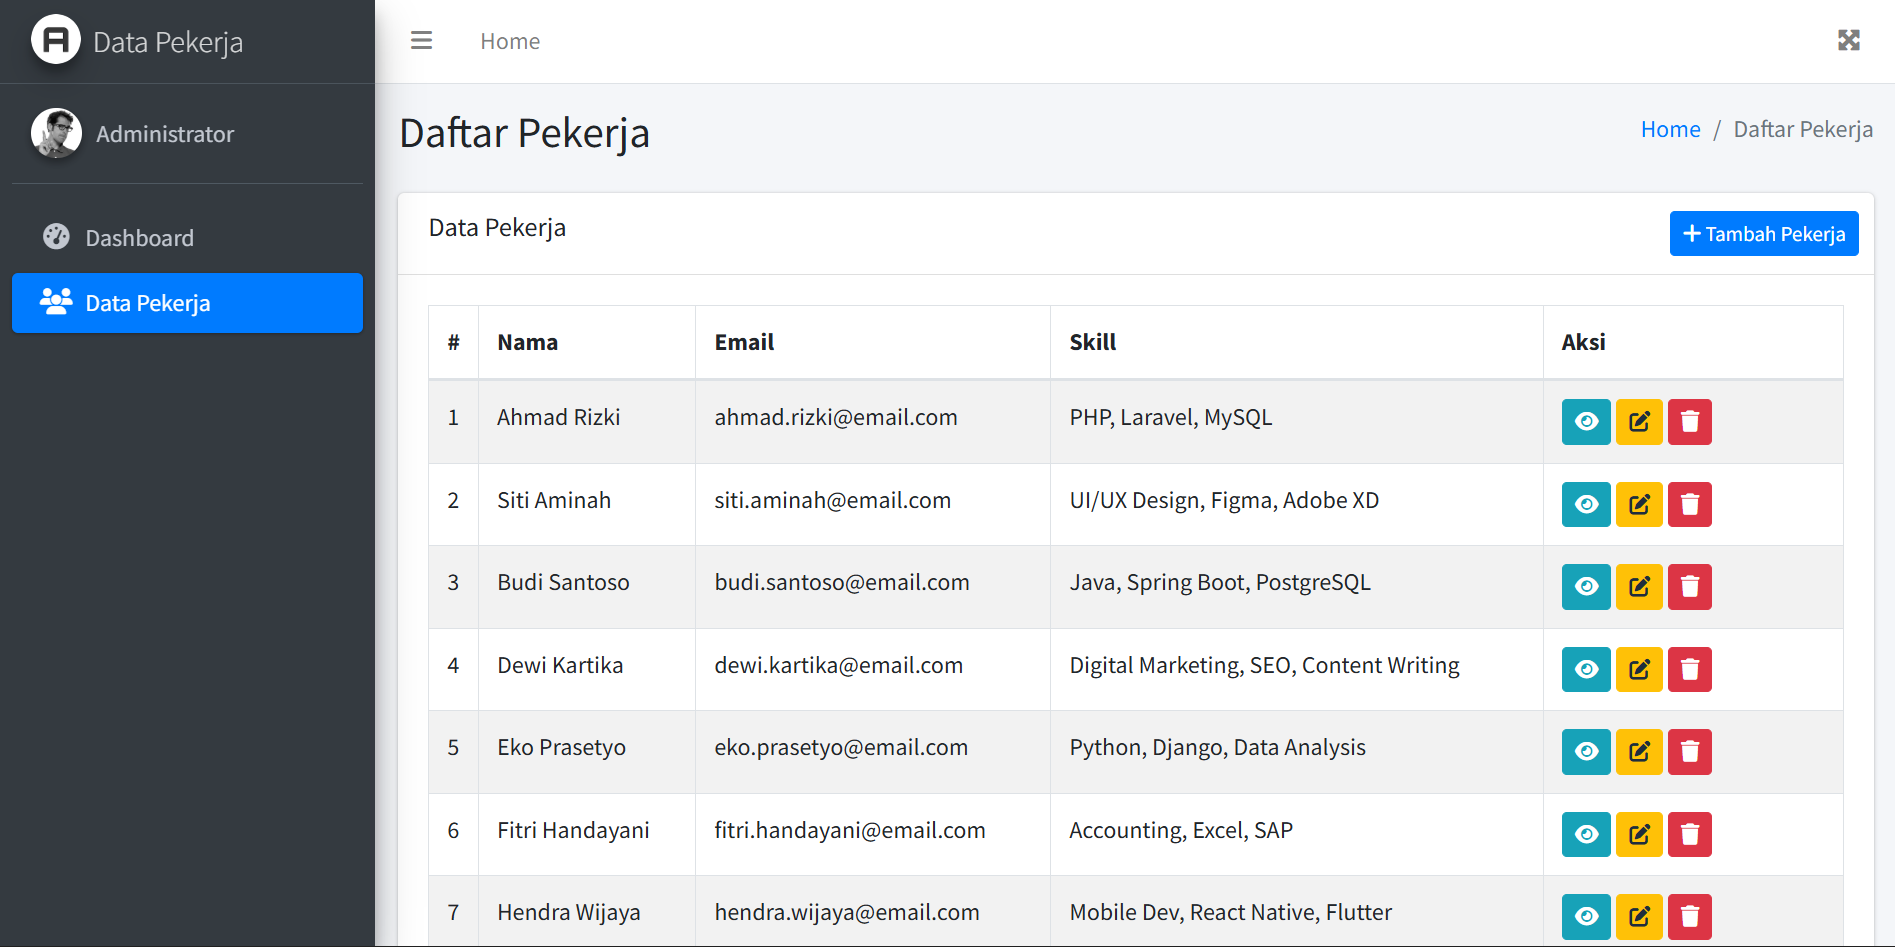 Data Pekerja
Home
Administrator
Daftar Pekerja
Home / Daftar Pekerja
Dashboard
Data Pekerja
Data Pekerja
Tambah Pekerja
# Nama Email Skill Aksi
1 Ahmad Rizki ahmad.rizki@email.com PHP, Laravel, MySQL
2 Siti Aminah siti.aminah@email.com UI/UX Design, Figma, Adobe XD
3 Budi Santoso budi.santoso@email.com Java, Spring Boot, PostgreSQL
4 Dewi Kartika dewi.kartika@email.com Digital Marketing, SEO, Content Writing
5 Eko Prasetyo eko.prasetyo@email.com Python, Django, Data Analysis
6 Fitri Handayani fitri.handayani@email.com Accounting, Excel, SAP
7 Hendra Wijaya hendra.wijaya@email.com Mobile Dev, React Native, Flutter